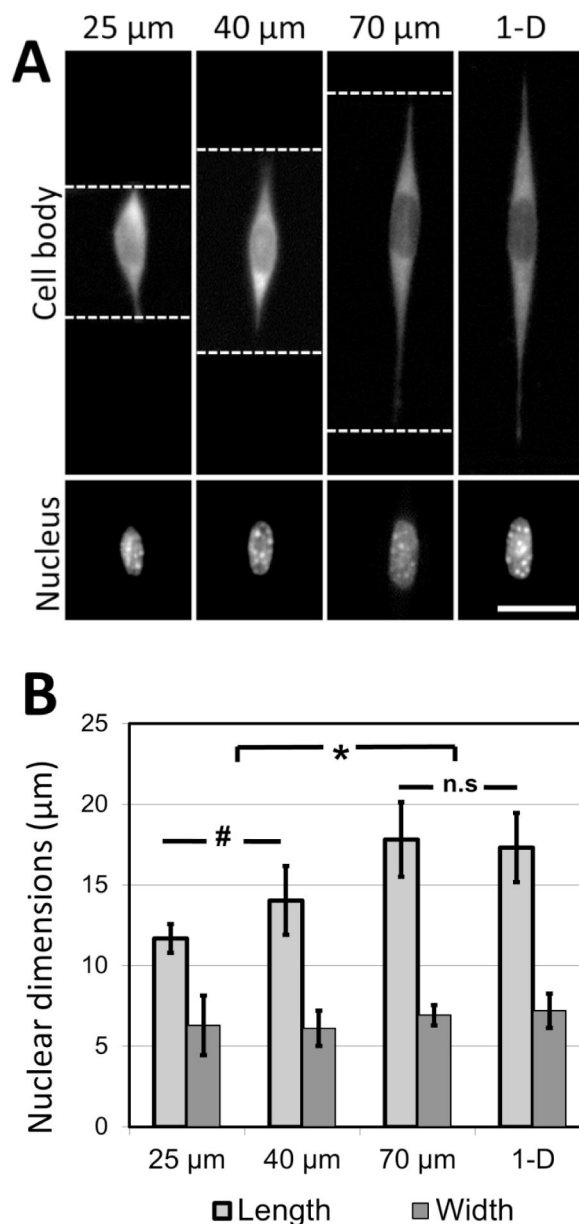 25 µm 40 µm 70 µm 1-D
A
Cell body
Nucleus
B
Nuclear dimensions (µm)
25
20
15
10
5
0
*
n.s
#
25 µm 40 µm 70 µm 1-D
Length Width